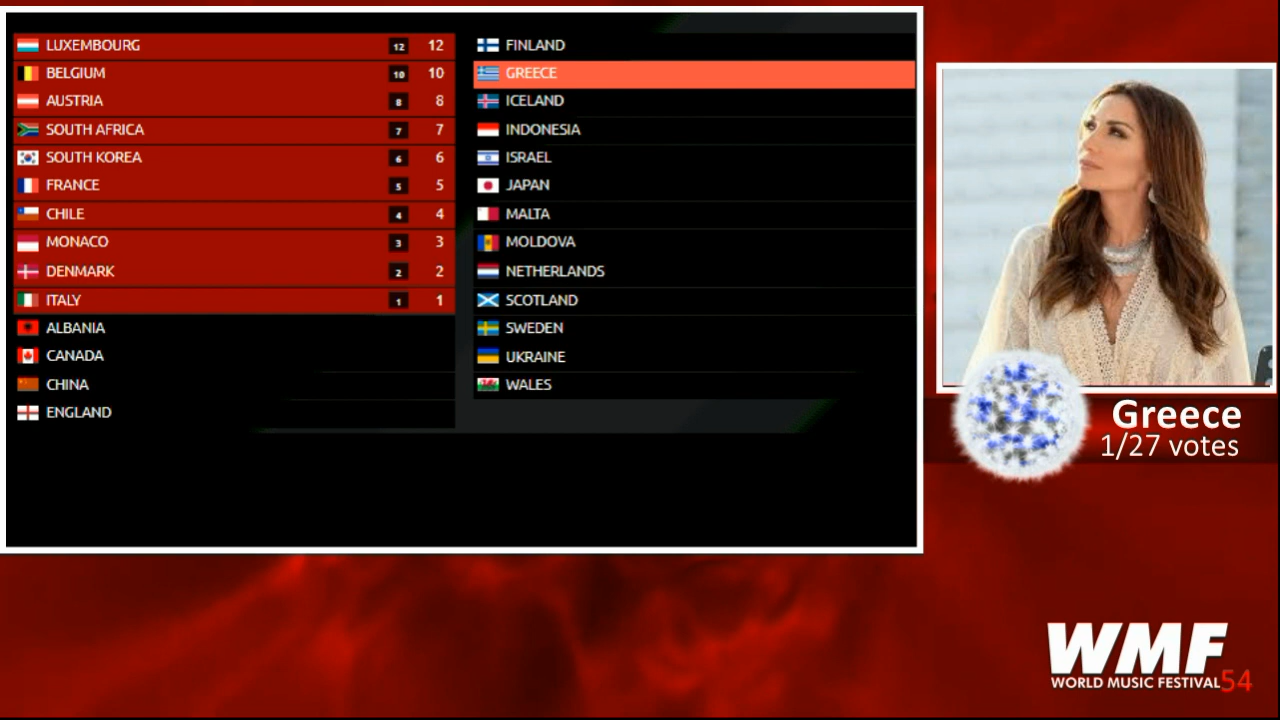 LUXEMBOURG 12 12
BELGIUM 10 10
AUSTRIA 8 8
SOUTH AFRICA 7 7
SOUTH KOREA 6 6
FRANCE 5 5
CHILE 4 4
MONACO 3 3
DENMARK 2 2
ITALY 1 1
ALBANIA
CANADA
CHINA
ENGLAND
FINLAND
GREECE
ICELAND
INDONESIA
ISRAEL
JAPAN
MALTA
MOLDOVA
NETHERLANDS
SCOTLAND
SWEDEN
UKRAINE
WALES
Greece
1/27 votes
WMF
WORLD MUSIC FESTIVAL 54